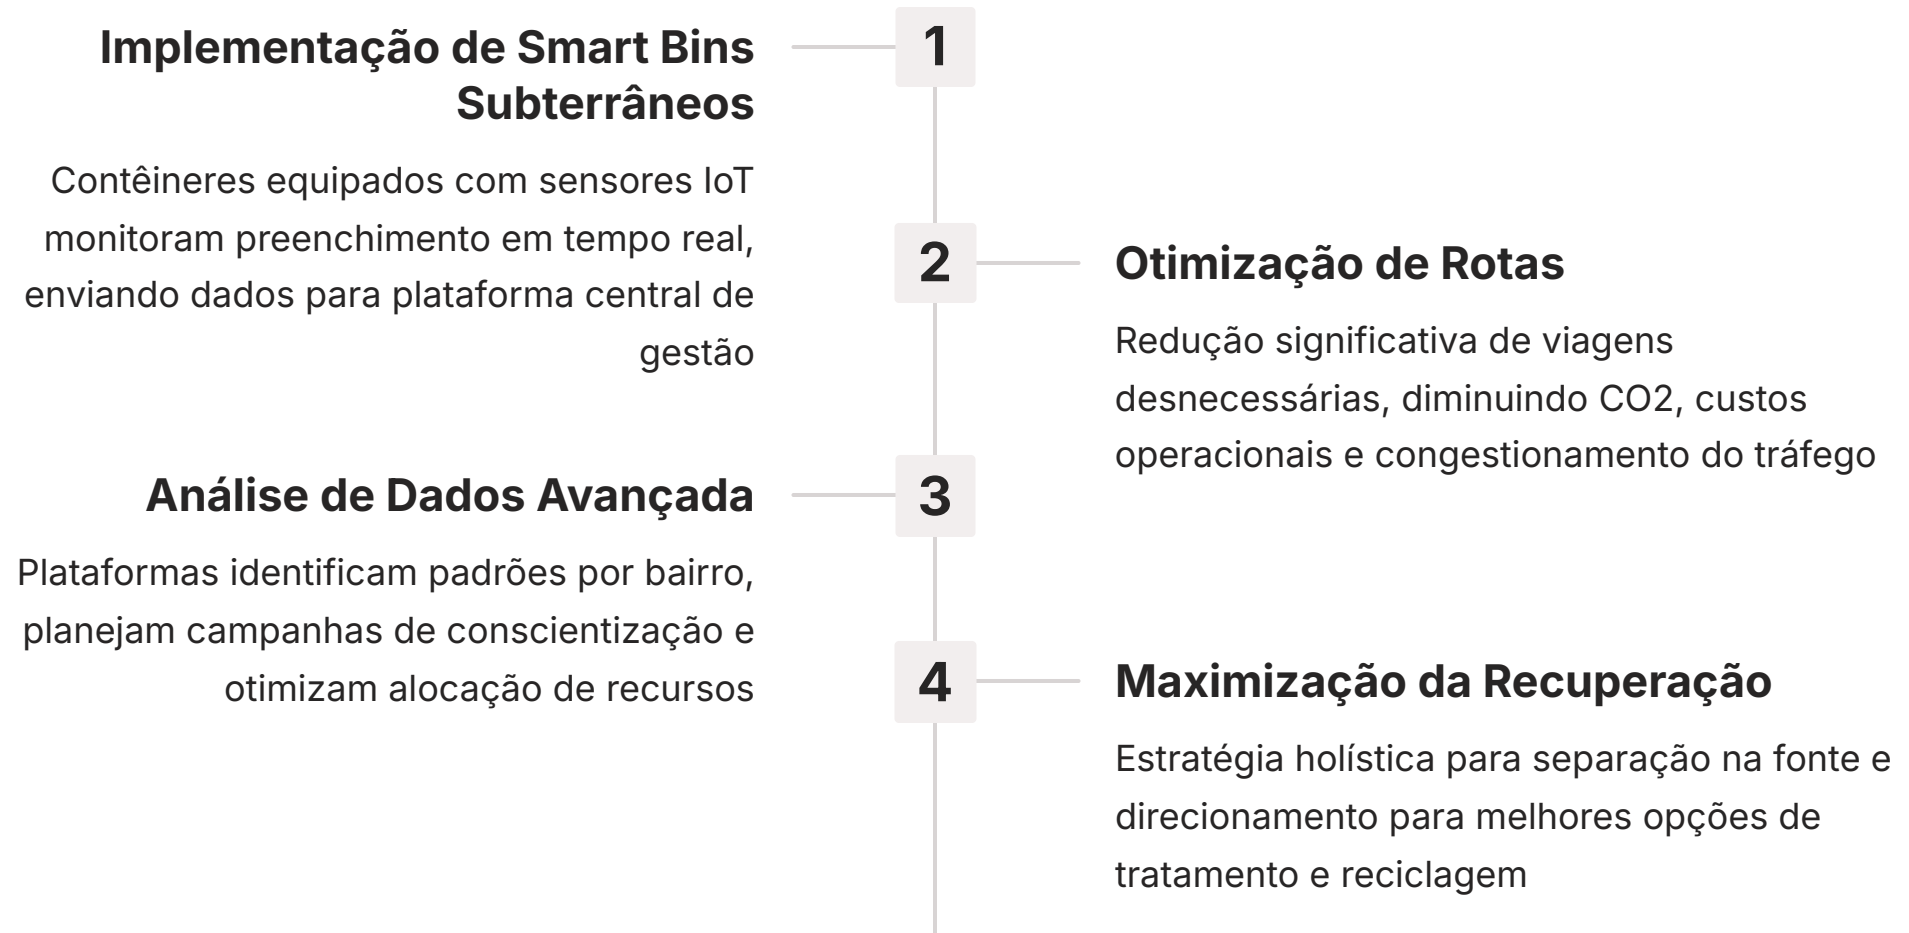 1
Implementação de Smart Bins
Subterrâneos
Contêineres equipados com sensores IoT
monitoram preenchimento em tempo real,
enviando dados para plataforma central de
gestão
2
Otimização de Rotas
Redução significativa de viagens
desnecessárias, diminuindo CO2, custos
operacionais e congestionamento do tráfego
3
Análise de Dados Avançada
Plataformas identificam padrões por bairro,
planejam campanhas de conscientização e
otimizam alocação de recursos
4
Maximização da Recuperação
Estratégia holística para separação na fonte e
direcionamento para melhores opções de
tratamento e reciclagem